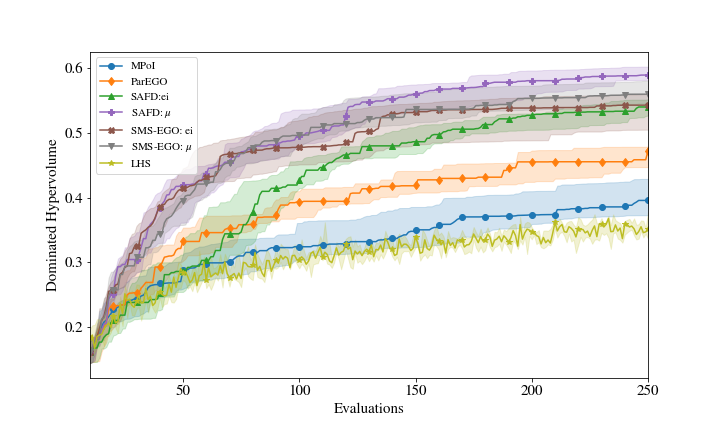 0.6
0.5
0.4
0.3
0.2
Dominated Hypervolume
MPoI
ParEGO
SAFD:ei
SAFD: μ
SMS-EGO: ei
SMS-EGO: μ
LHS
50
100
150
200
250
Evaluations